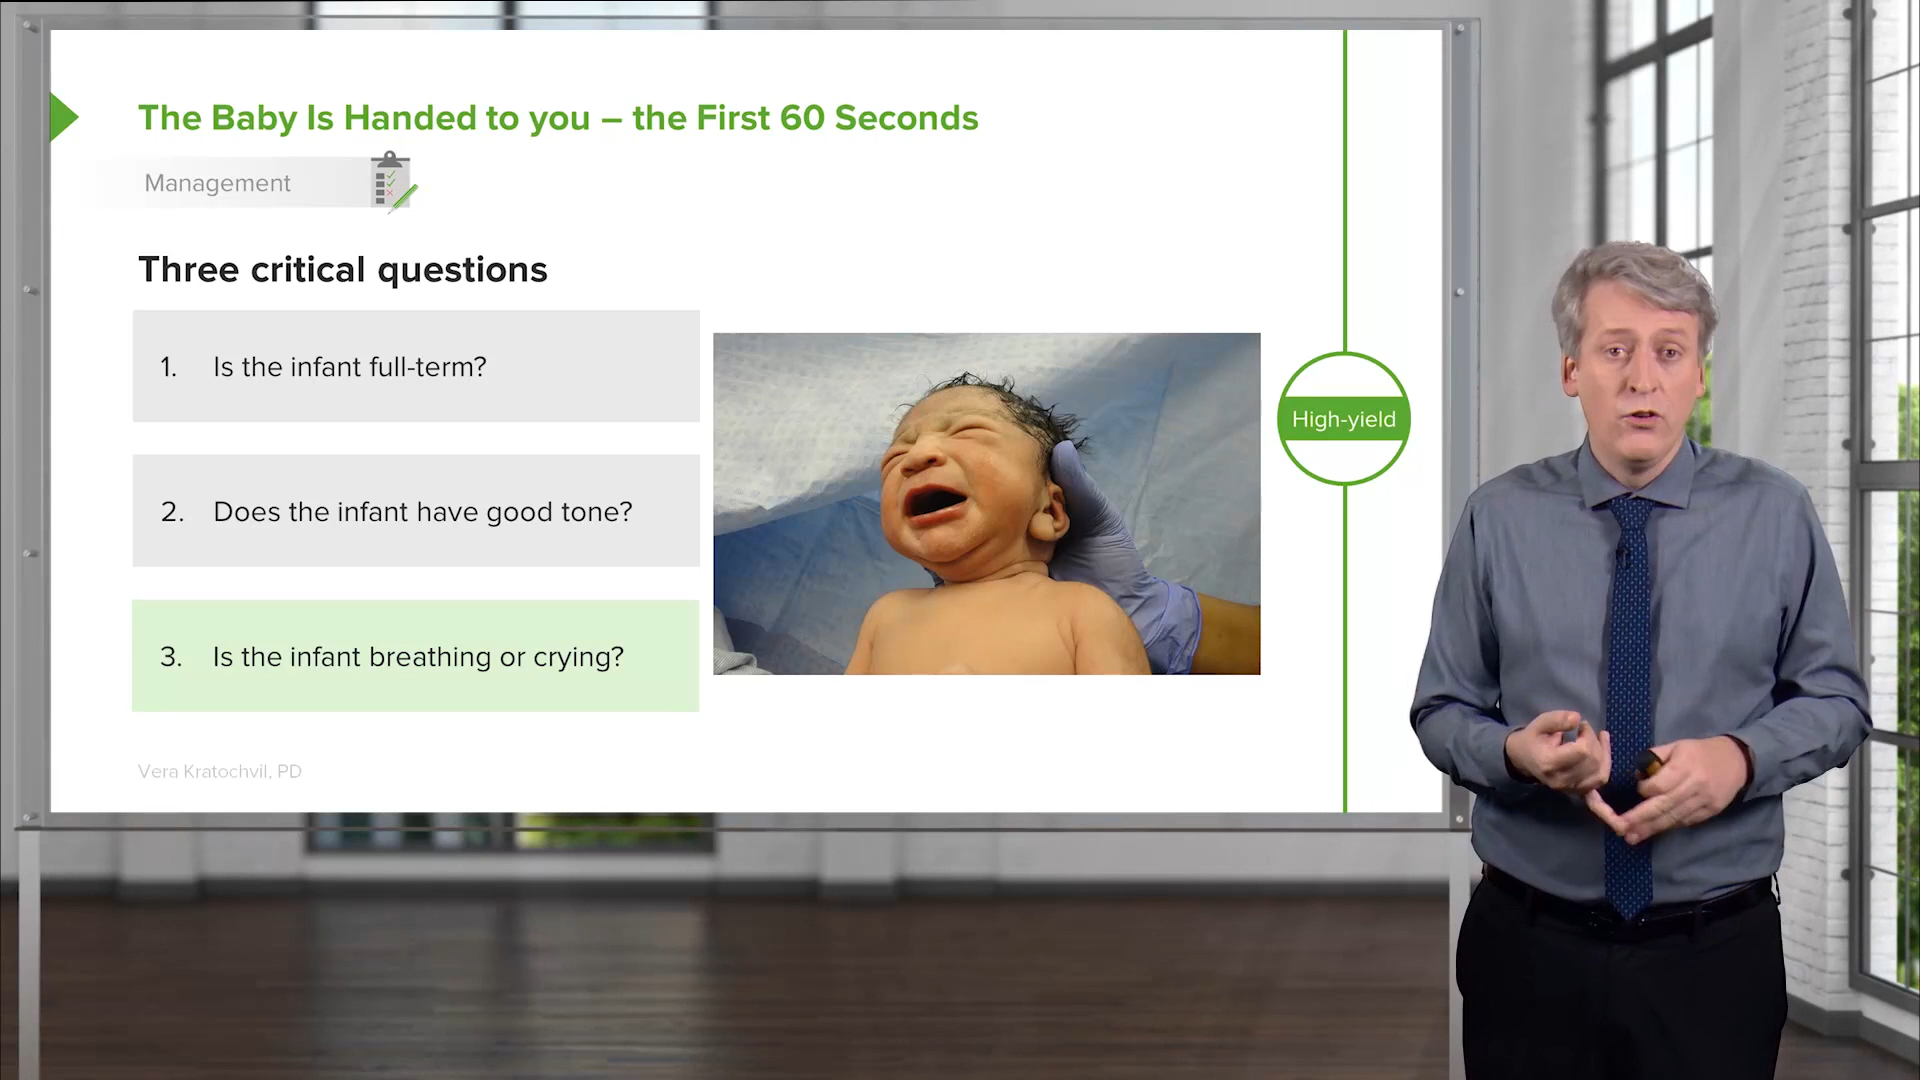 The Baby Is Handed to you – the First 60 Seconds
Management
Three critical questions
1. Is the infant full-term?
2. Does the infant have good tone?
3. Is the infant breathing or crying?
High-yield
Vera Kratochvil, PD